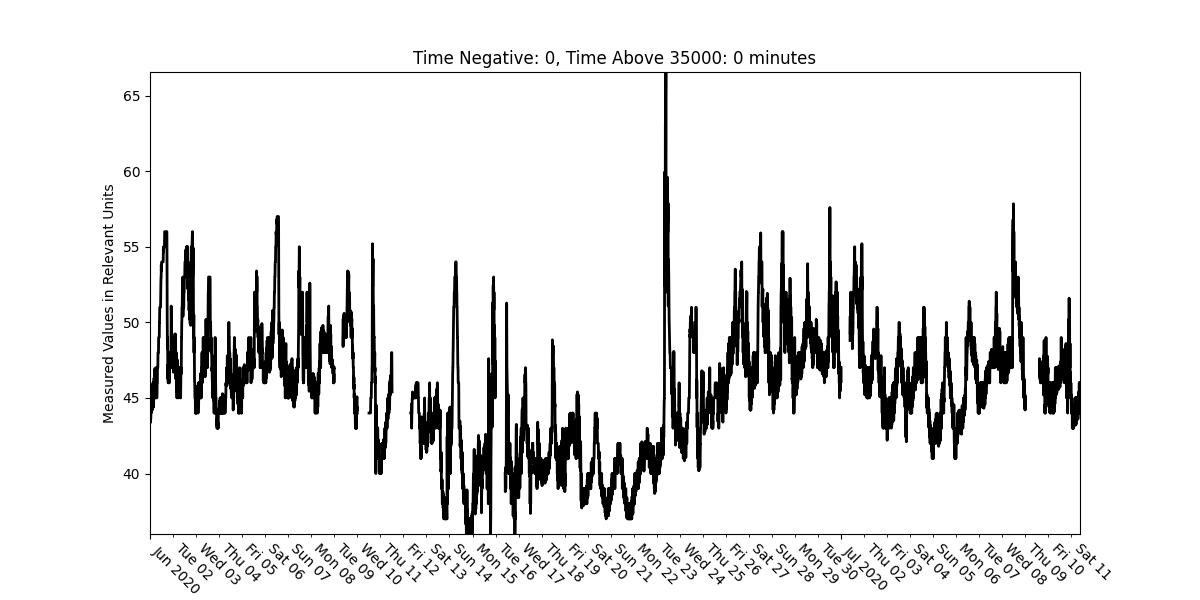 Time Negative: 0, Time Above 35000: 0 minutes
Measured Values in Relevant Units
65
60
55
50
45
40
Jun 2020
Tue 02
Wed 03
Thu 04
Fri 05
Sat 06
Sun 07
Mon 08
Tue 09
Wed 10
Thu 11
Fri 12
Sat 13
Sun 14
Mon 15
Tue 16
Wed 17
Thu 18
Fri 19
Sat 20
Sun 21
Mon 22
Tue 23
Wed 24
Thu 25
Fri 26
Sat 27
Sun 28
Mon 29
Tue 30
Jul 2020
Thu 02
Fri 03
Sat 04
Sun 05
Mon 06
Tue 07
Wed 08
Thu 09
Fri 10
Sat 11